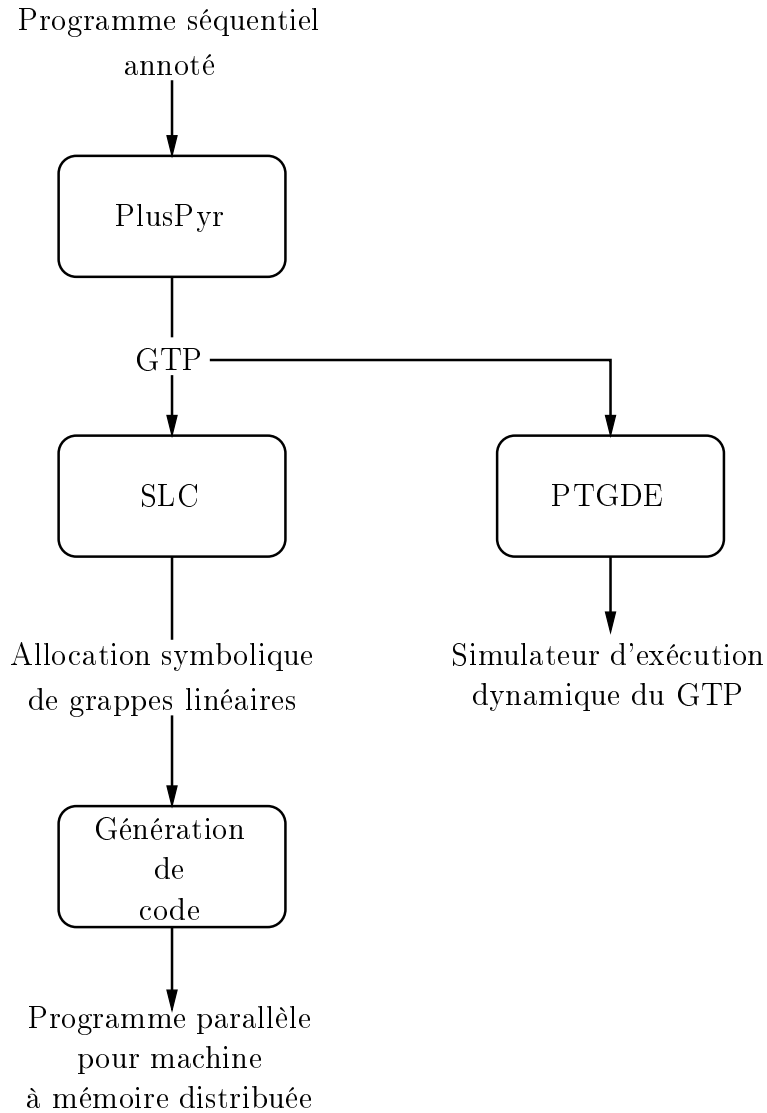 Programme séquentiel
annoté
PlusPyr
GTP
SLC
PTGDE
Allocation symbolique
de grappes linéaires
Simulateur d'exécution
dynamique du GTP
Génération
de
code
Programme parallèle
pour machine
à mémoire distribuée